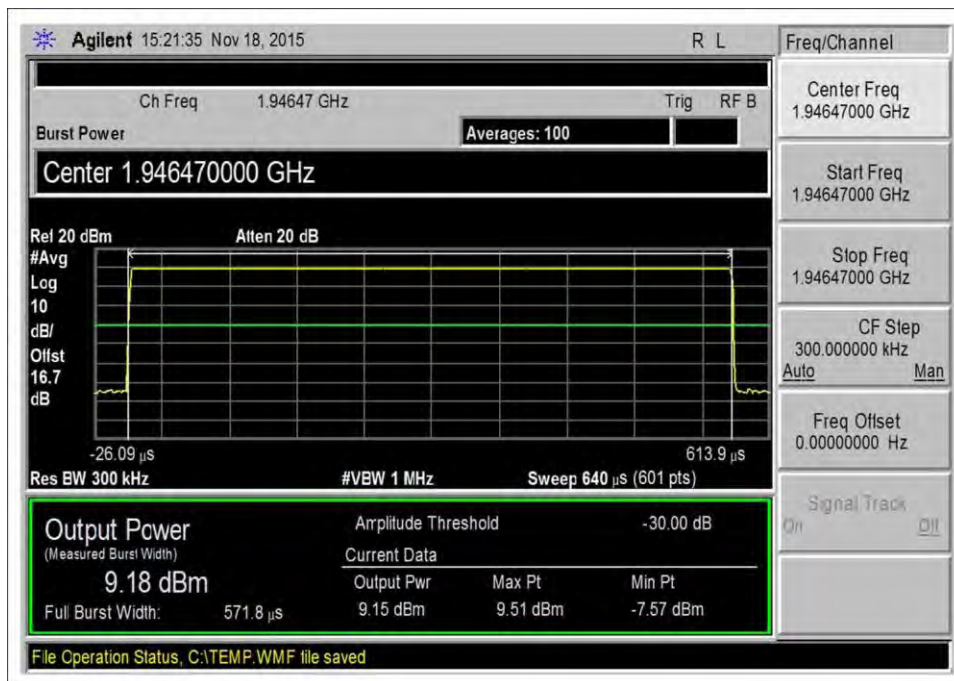 Agilent 15:21:35 Nov 18, 2015 R L
Freq/Channel
Ch Freq 1.94647 GHz Trig RF B
Burst Power Averages: 100
Center 1.946470000 GHz
Ref 20 dBm Atten 20 dB
#Avg
Log
10
dB/
Offst
16.7
dB
-26.09 µs 613.9 µs
Res BW 300 kHz #VBW 1 MHz Sweep 640 µs (601 pts)
Output Power
(Measured Burst Width)
9.18 dBm
Full Burst Width: 571.8 µs
Amplitude Threshold -30.00 dB
Current Data
Output Pwr Max Pt Min Pt
9.15 dBm 9.51 dBm -7.57 dBm
File Operation Status, C:\TEMP.WMF file saved
Center Freq
1.94647000 GHz
Start Freq
1.94647000 GHz
Stop Freq
1.94647000 GHz
CF Step
300.000000 kHz
Auto Man
Freq Offset
0.00000000 Hz
Signal Track
On Off